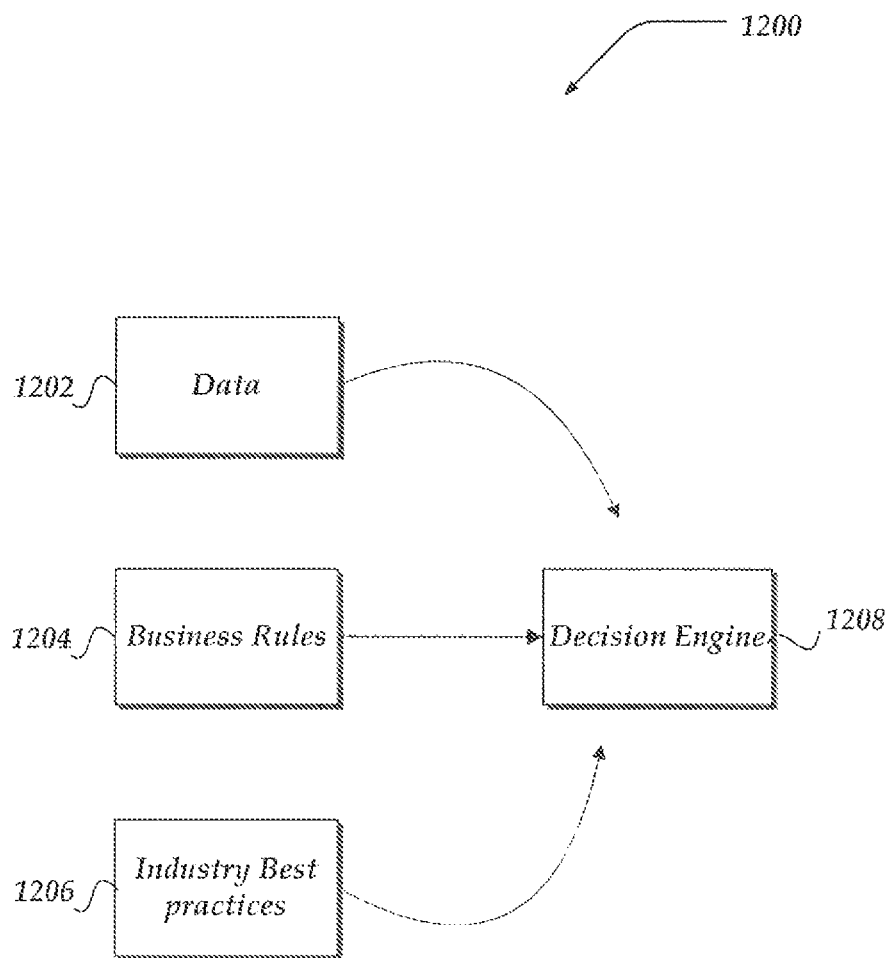 1200
1202
Data
1204
Business Rules
Decision Engine
1208
1206
Industry Best
practices